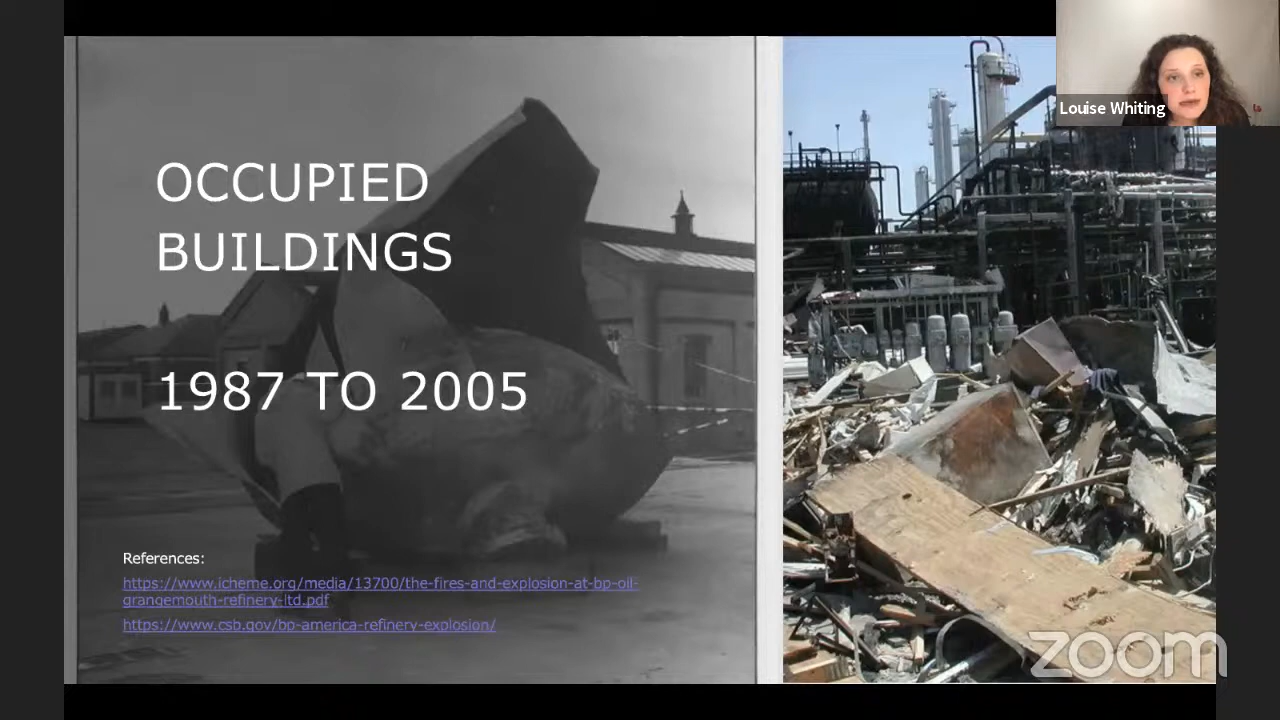 Louise Whiting
OCCUPIED
BUILDINGS
1987 TO 2005
References:
https://www.icheme.org/media/13700/the-fires-and-explosion-at-bp-oil-
grangemouth-refinery-ltd.pdf
https://www.csb.gov/bp-america-refinery-explosion/
zoom